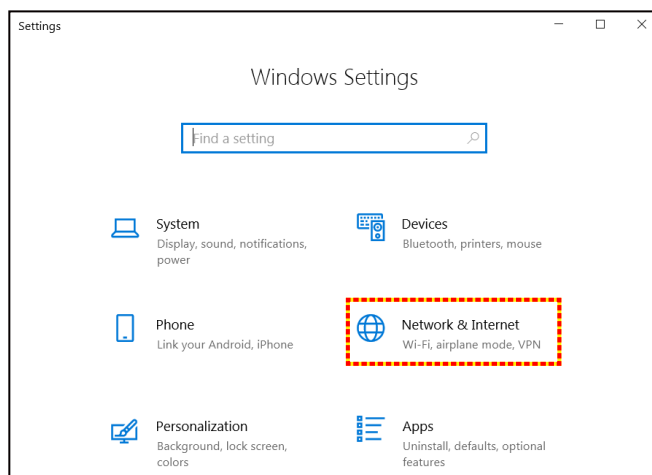 Settings
Windows Settings
Find a setting
System
Display, sound, notifications,
power
Devices
Bluetooth, printers, mouse
Phone
Link your Android, iPhone
Network & Internet
Wi-Fi, airplane mode, VPN
Personalization
Background, lock screen,
colors
Apps
Uninstall, defaults, optional
features